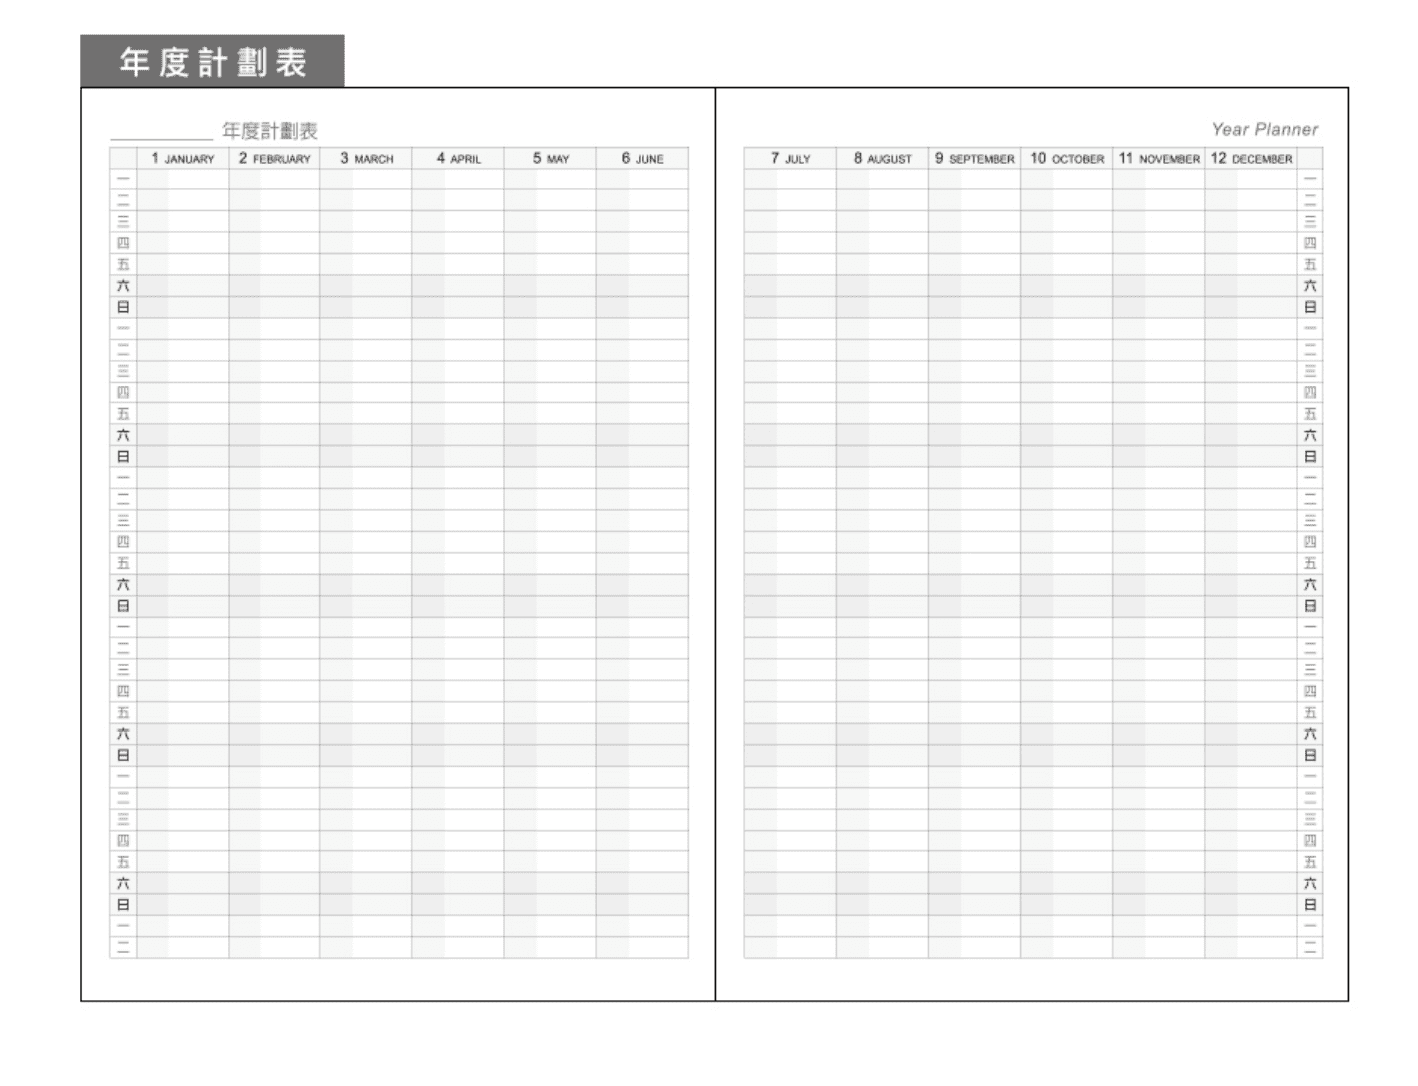 年度計劃表
年度計劃表
Year Planner
1 JANUARY 2 FEBRUARY 3 MARCH 4 APRIL 5 MAY 6 JUNE
7 JULY 8 AUGUST 9 SEPTEMBER 10 OCTOBER 11 NOVEMBER 12 DECEMBER
一 一
二 二
三 三
四 四
五 五
六 六
日 日
一 一
二 二
三 三
四 四
五 五
六 六
日 日
一 一
二 二
三 三
四 四
五 五
六 六
日 日
一 一
二 二
三 三
四 四
五 五
六 六
日 日
一 一
二 二
三 三
四 四
五 五
六 六
日 日
一 一
二 二